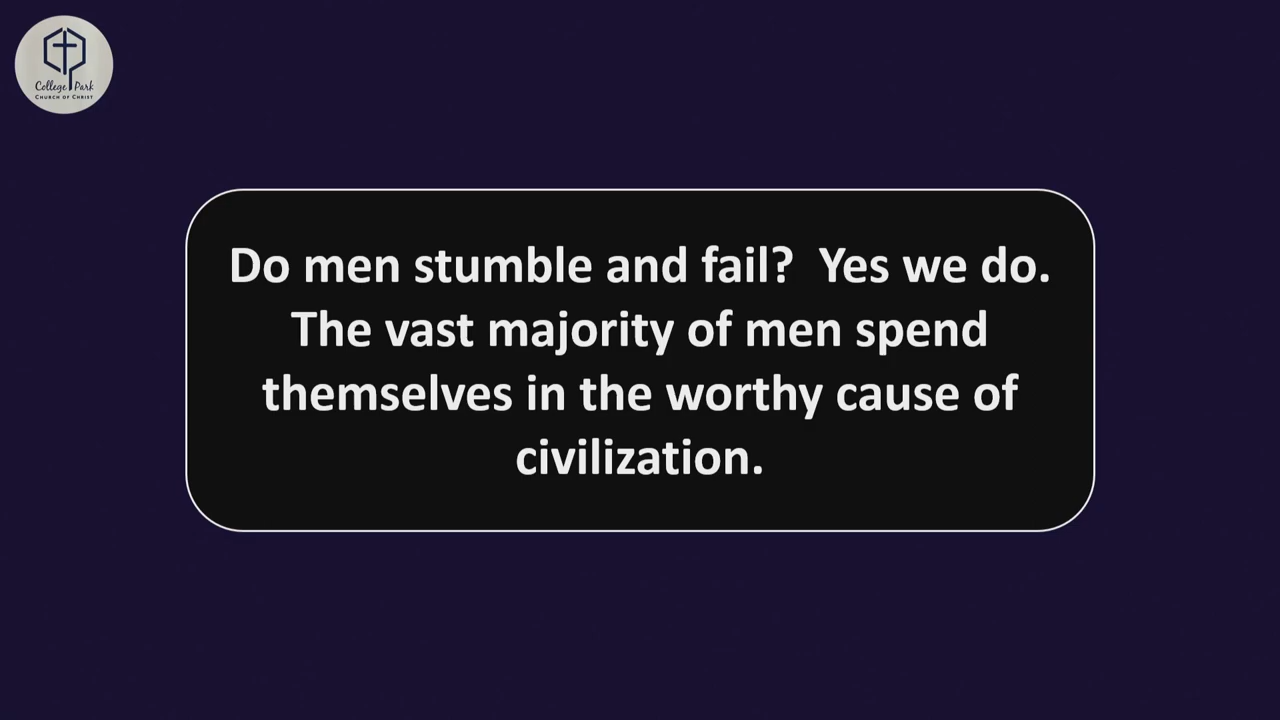 College Park
CHURCH OF CHRIST
Do men stumble and fail?  Yes we do.
The vast majority of men spend
themselves in the worthy cause of
civilization.